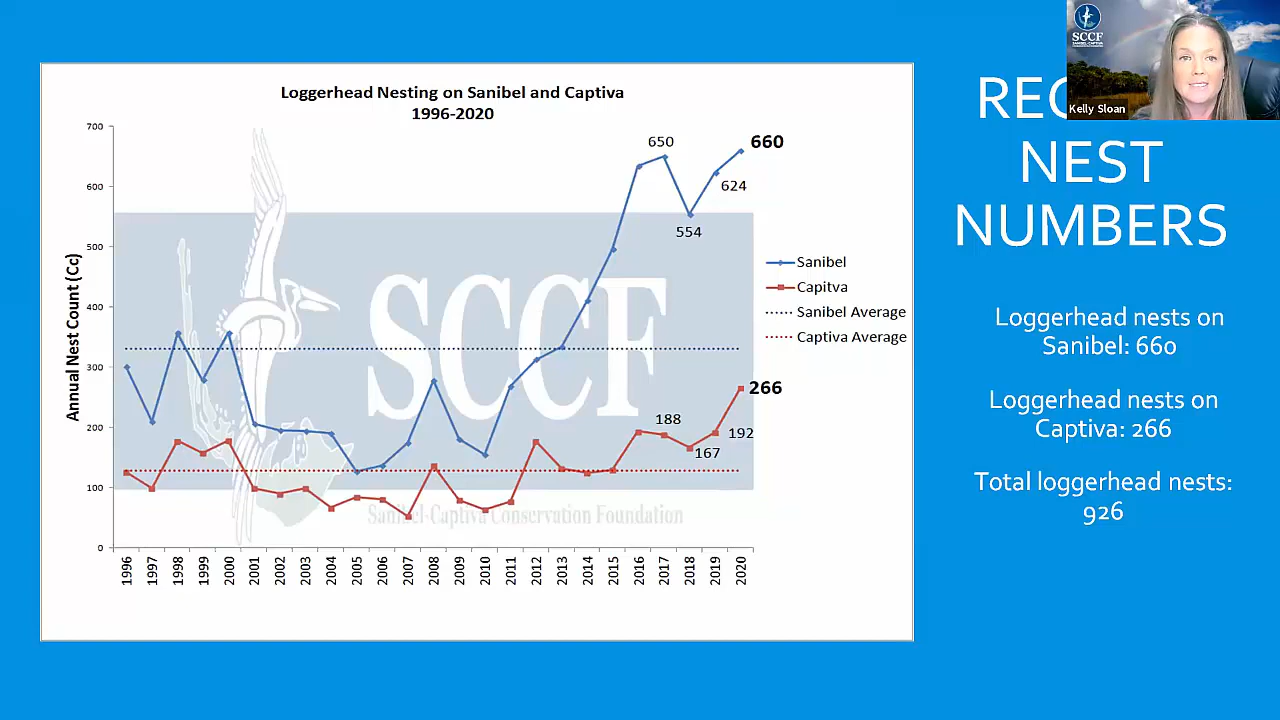 Loggerhead Nesting on Sanibel and Captiva
1996-2020
Annual Nest Count (Cc)
700
600
500
400
300
200
100
0
1996
1997
1998
1999
2000
2001
2002
2003
2004
2005
2006
2007
2008
2009
2010
2011
2012
2013
2014
2015
2016
2017
2018
2019
2020
650
660
624
554
266
188
192
167
Sanibel
Capitva
Sanibel Average
Captiva Average
SCCF
Sanibel-Captiva Conservation Foundation
NEST
NUMBERS
Loggerhead nests on
Sanibel: 660
Loggerhead nests on
Captiva: 266
Total loggerhead nests:
926
SCCF
SANIBEL-CAPTIVA
Kelly Sloan